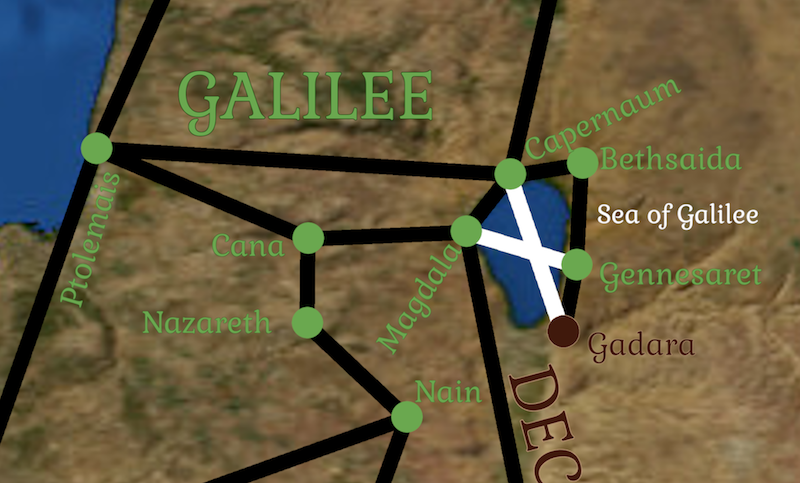 GALILEE
Capernaum
Bethsaida
Ptolemais
Sea of Galilee
Cana
Magdala
Gennesaret
Nazareth
Gadara
Nain
DEC